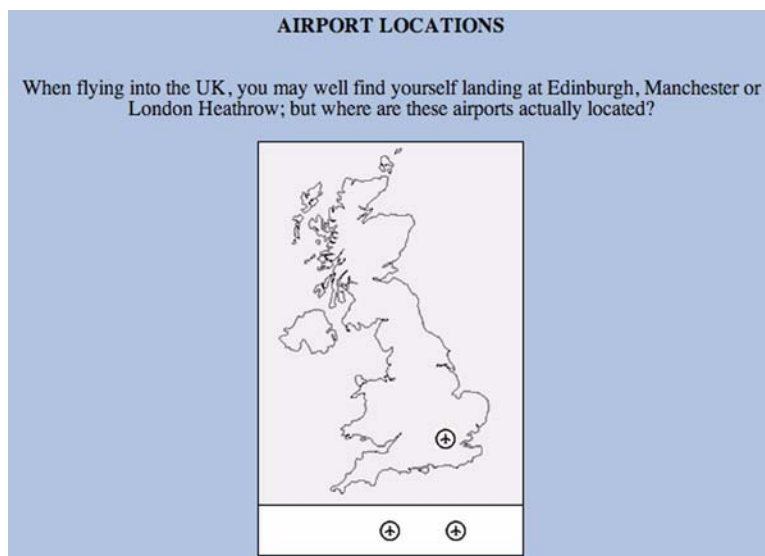 AIRPORT LOCATIONS
When flying into the UK, you may well find yourself landing at Edinburgh, Manchester or
London Heathrow; but where are these airports actually located?